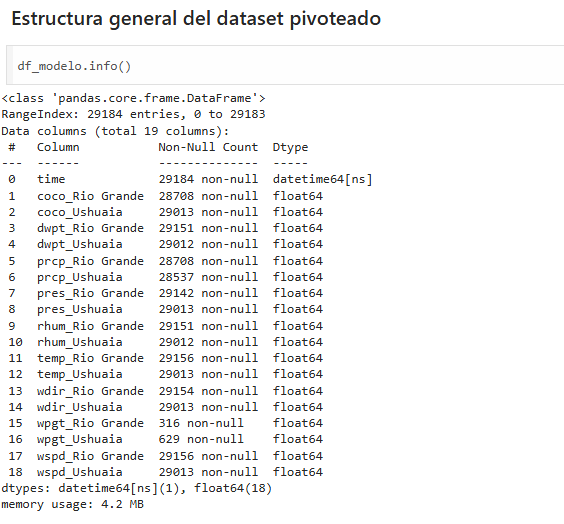 Estructura general del dataset pivoteado
df_modelo.info()
<class 'pandas.core.frame.DataFrame'>
RangeIndex: 29184 entries, 0 to 29183
Data columns (total 19 columns):
 #   Column          Non-Null Count  Dtype
---  ------          --------------  -----
 0   time            29184 non-null  datetime64[ns]
 1   coco_Rio Grande  28708 non-null  float64
 2   coco_Ushuaia    29013 non-null  float64
 3   dwpt_Rio Grande  29151 non-null  float64
 4   dwpt_Ushuaia    29012 non-null  float64
 5   prcp_Rio Grande  28708 non-null  float64
 6   prcp_Ushuaia    28537 non-null  float64
 7   pres_Rio Grande  29142 non-null  float64
 8   pres_Ushuaia    29013 non-null  float64
 9   rhum_Rio Grande  29151 non-null  float64
 10  rhum_Ushuaia    29012 non-null  float64
 11  temp_Rio Grande  29156 non-null  float64
 12  temp_Ushuaia    29013 non-null  float64
 13  wdir_Rio Grande  29154 non-null  float64
 14  wdir_Ushuaia    29013 non-null  float64
 15  wpgt_Rio Grande  316 non-null    float64
 16  wpgt_Ushuaia    629 non-null    float64
 17  wspd_Rio Grande  29156 non-null  float64
 18  wspd_Ushuaia    29013 non-null  float64
dtypes: datetime64[ns](1), float64(18)
memory usage: 4.2 MB